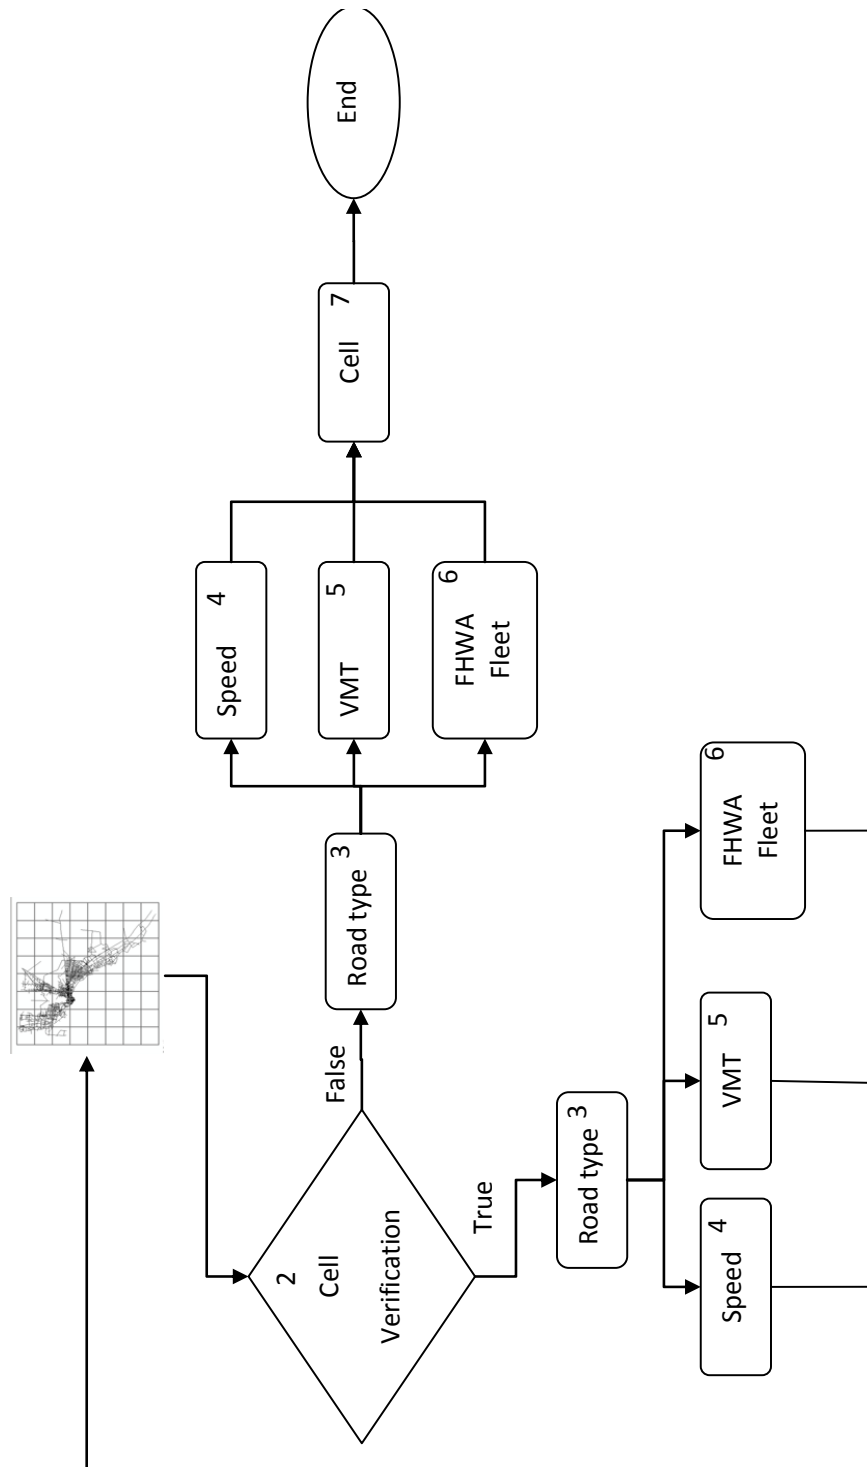 2
Cell
Verification
False
True
Road type
3
Speed
4
VMT
5
FHWA
Fleet
6
Cell
7
End
Road type
3
Speed
4
VMT
5
FHWA
Fleet
6